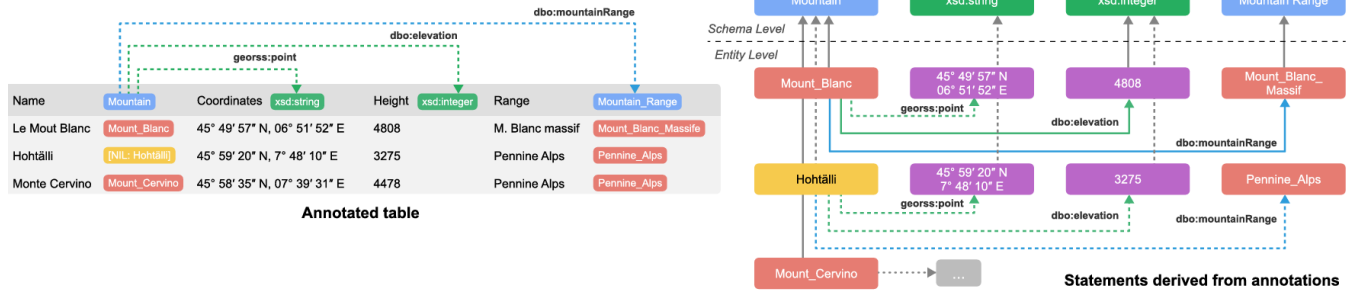 dbo:mountainRange
dbo:elevation
georss:point
Name Mountain Coordinates xsd:string Height xsd:integer Range Mountain_Range
Le Mout Blanc Mount_Blanc 45° 49′ 57″ N, 06° 51′ 52″ E 4808 M. Blanc massif Mount_Blanc_Massife
Hohtälli [NIL: Hohtälli] 45° 59′ 20″ N, 7° 48′ 10″ E 3275 Pennine Alps Pennine_Alps
Monte Cervino Mount_Cervino 45° 58′ 35″ N, 07° 39′ 31″ E 4478 Pennine Alps Pennine_Alps
Annotated table
Mountain xsd:string xsd:integer Mountain Range
Schema Level
Entity Level
Mount_Blanc 45° 49′ 57″ N 4808 Mount_Blanc_
06° 51′ 52″ E Massif
georss:point
dbo:elevation
dbo:mountainRange
Hohtälli 45° 59′ 20″ N 3275 Pennine_Alps
7° 48′ 10″ E
georss:point
dbo:elevation
dbo:mountainRange
Mount_Cervino ...
Statements derived from annotations